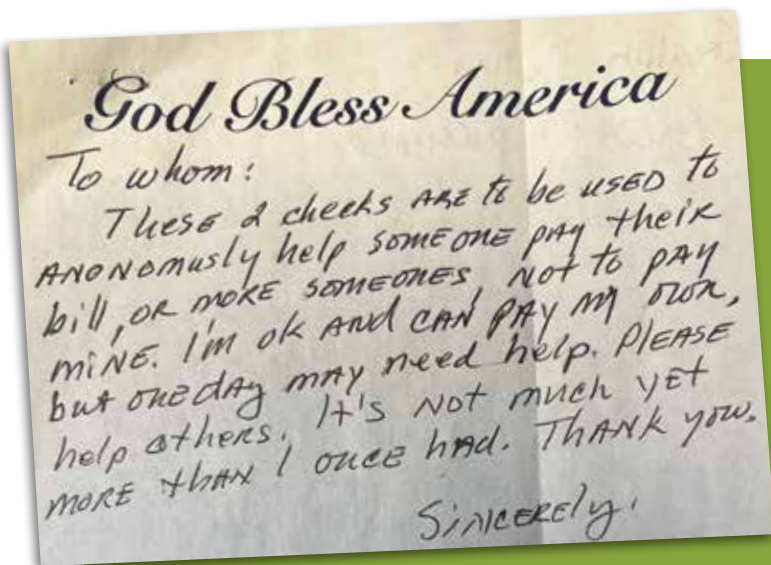 God Bless America
To whom:
These 2 checks ARE to be USED to
ANONOMUSLY help SOMEONE PAY their
bill, OR MORE SOMEONES, NOT to PAY
MINE. I'm ok AND CAN PAY MY OWN,
but ONE DAY MAY need help. PLEASE
help others. It's NOT much YET
MORE thAN I ONCE HAD. THANK you.
SINCERELY,